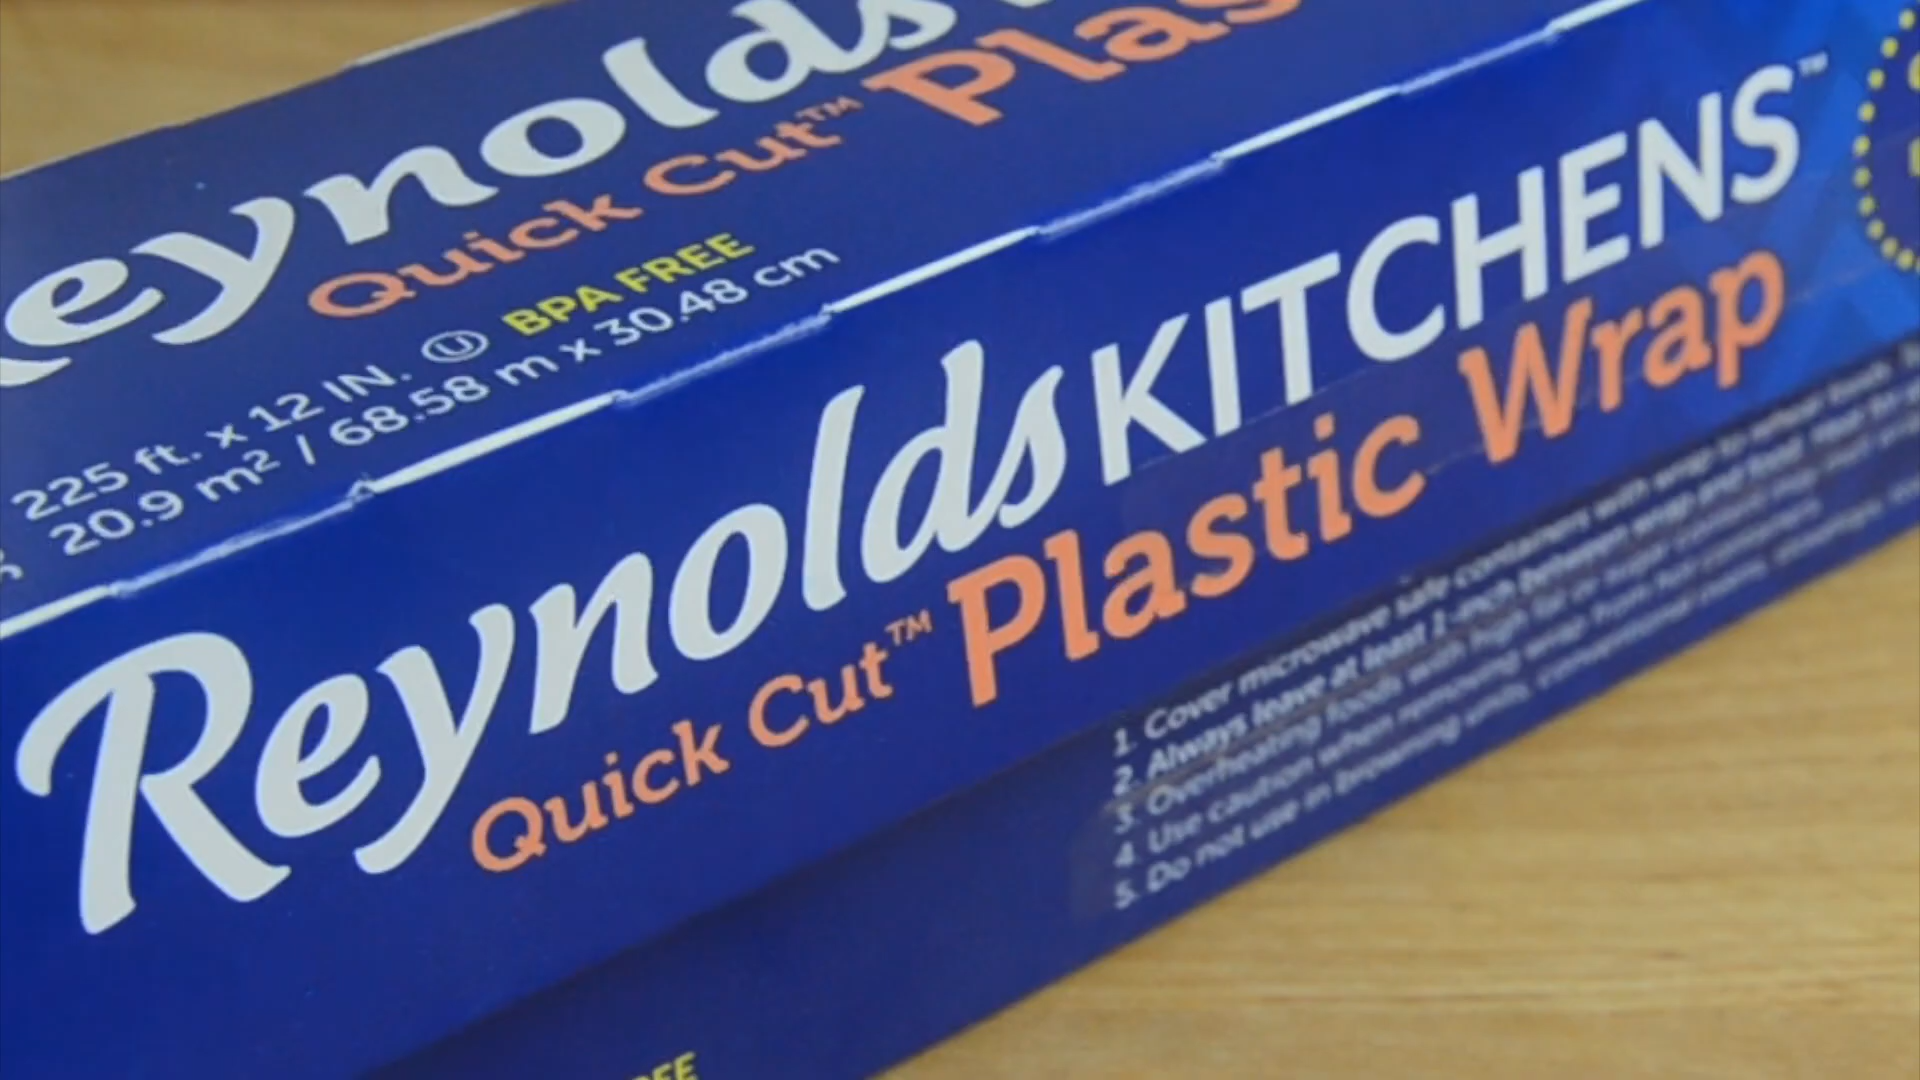 Reynolds
Quick Cut™ Plas
225 ft. x 12 IN. Ⓤ BPA FREE
20.9 m² / 68.58 m x 30.48 cm
ReynoldsKITCHENS™
Quick Cut™ Plastic Wrap
1. Cover microwave safe containers with wrap to reheat foods.
2. Always leave at least 1-inch between wrap and food.
3. Overheating foods with high fat or sugar content may
4. Use caution when removing wrap from hot containers.
5. Do not use in browning units, conventional ovens,